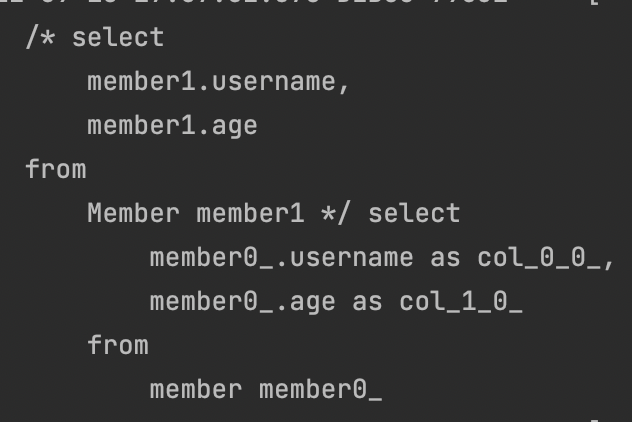 /* select
member1.username,
member1.age
from
Member member1 */ select
member0_.username as col_0_0_,
member0_.age as col_1_0_
from
member member0_